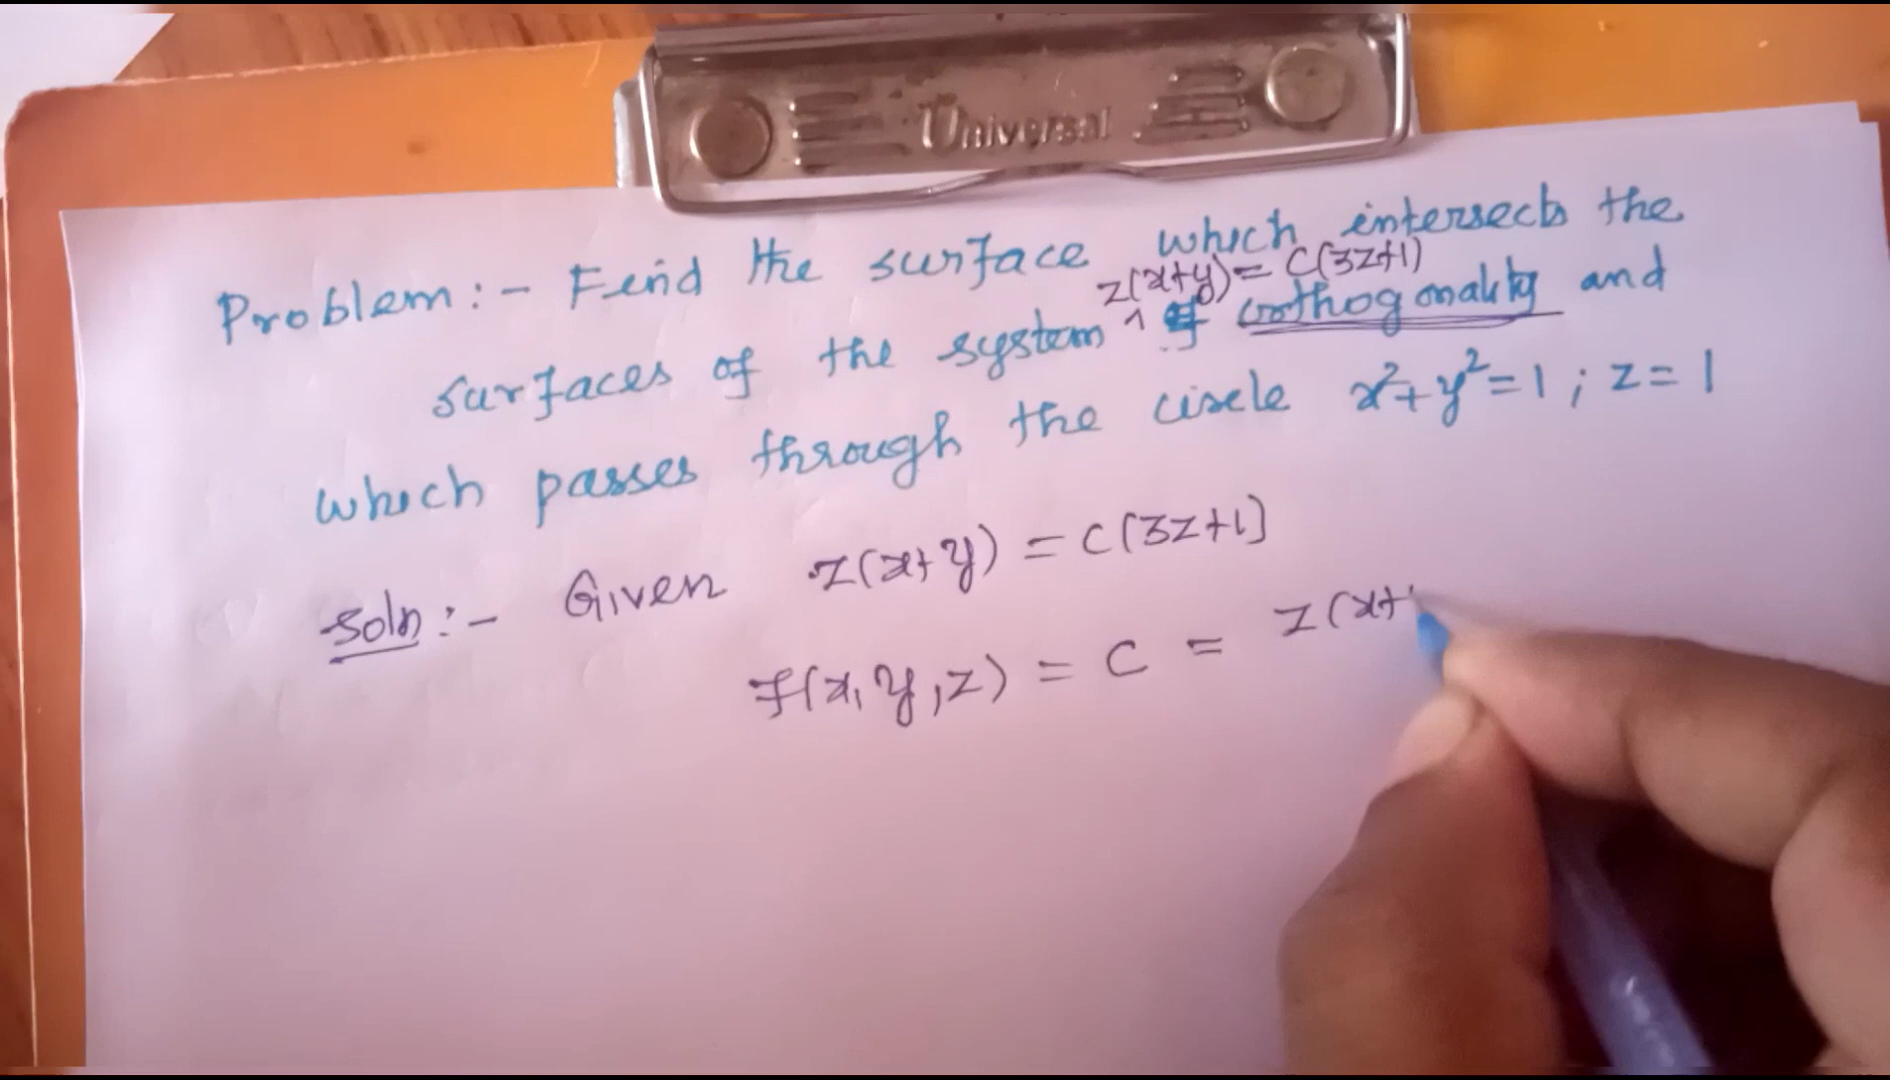 Universal
Problem:- Find the surface which intersects the
z(x+y)= C(3z+1)
surfaces of the system ^ orthogonality and
which passes through the circle x²+y²=1 ; z=1
Soln:- Given z(x+y) = C(3z+1)
f(x,y,z) = C = z(x+